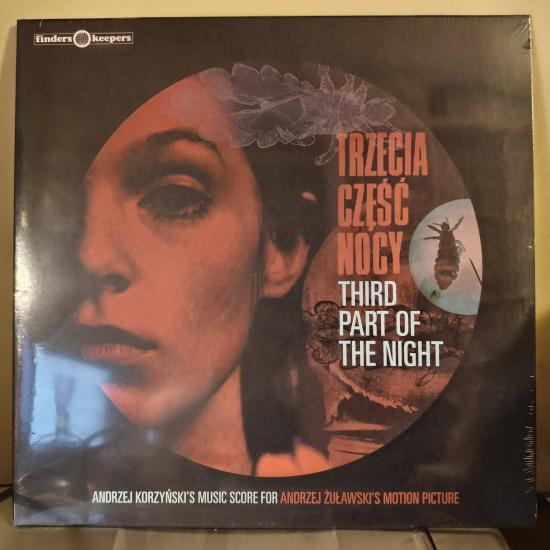 finders keepers
TRZECIA
CZĘŚĆ
NOCY
THIRD
PART OF
THE NIGHT
ANDRZEJ KORZYŃSKI'S MUSIC SCORE FOR ANDRZEJ ŻUŁAWSKI'S MOTION PICTURE